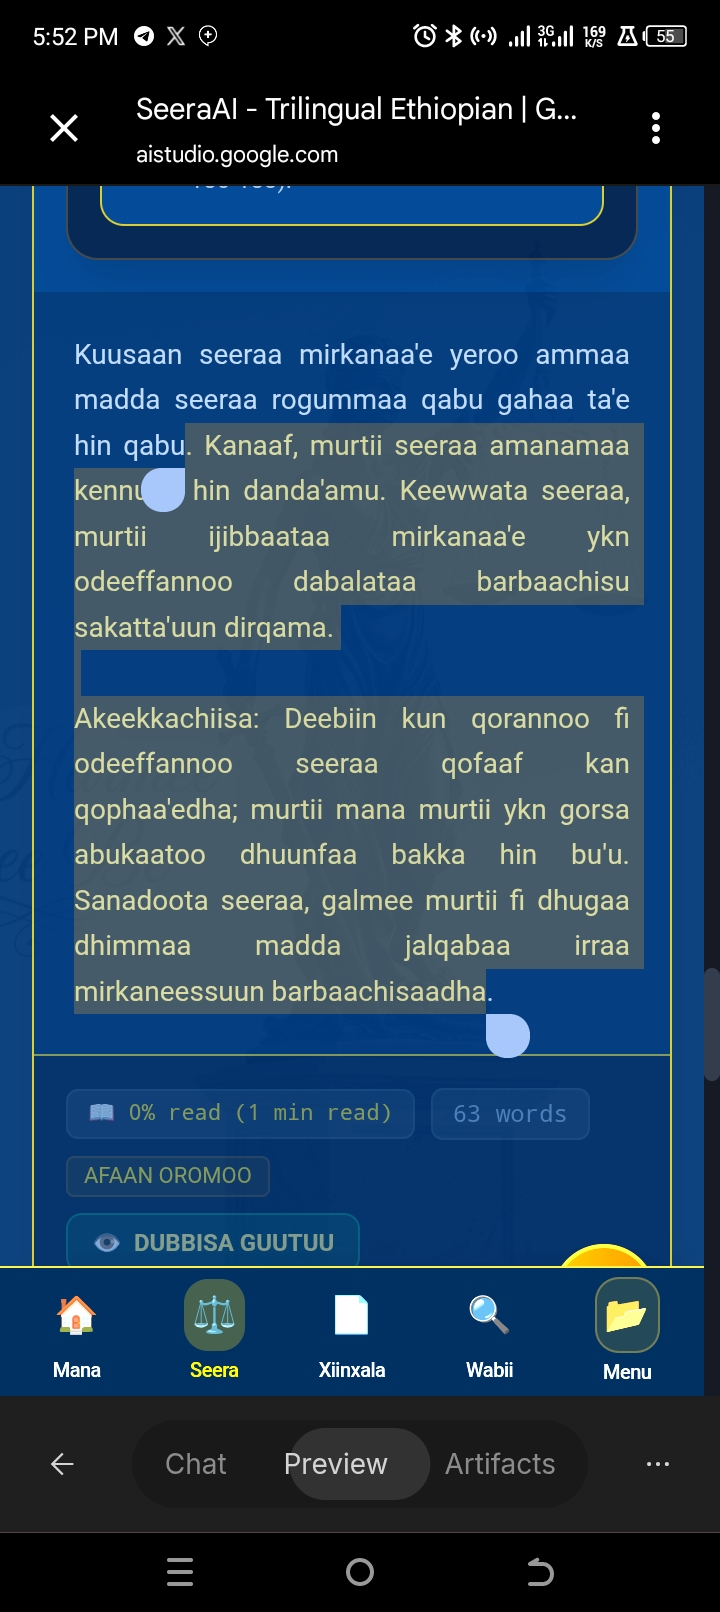 5:52 PM
3G
169
K/S
55
SeeraAI - Trilingual Ethiopian | G...
aistudio.google.com
Kuusaan seeraa mirkanaa'e yeroo ammaa
madda seeraa rogummaa qabu gahaa ta'e
hin qabu. Kanaaf, murtii seeraa amanamaa
kennu hin danda'amu. Keewwata seeraa,
murtii ijibbaataa mirkanaa'e ykn
odeeffannoo dabalataa barbaachisu
sakatta'uun dirqama.
Akeekkachiisa: Deebiin kun qorannoo fi
odeeffannoo seeraa qofaaf kan
qophaa'edha; murtii mana murtii ykn gorsa
abukaatoo dhuunfaa bakka hin bu'u.
Sanadoota seeraa, galmee murtii fi dhugaa
dhimmaa madda jalqabaa irraa
mirkaneessuun barbaachisaadha.
0% read (1 min read)
63 words
AFAAN OROMOO
DUBBISA GUUTUU
Mana
Seera
Xiinxala
Wabii
Menu
Chat
Preview
Artifacts